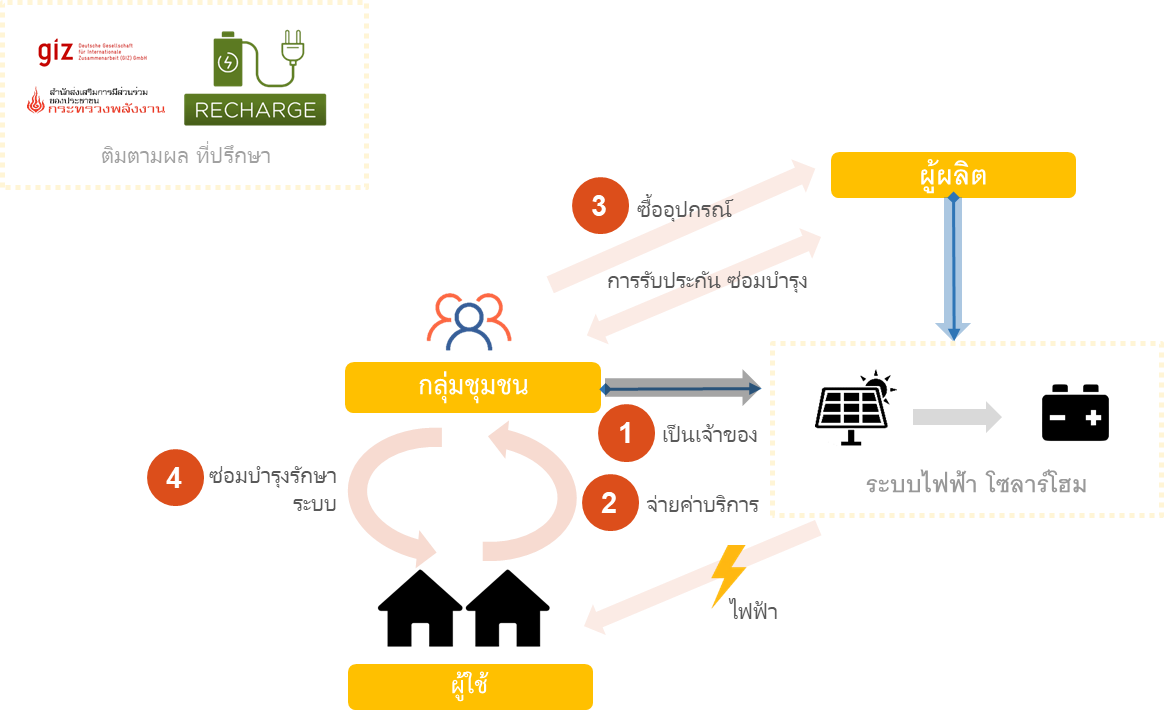 giz Deutsche Gesellschaft
für Internationale
Zusammenarbeit (GIZ) GmbH
สำนักส่งเสริมการมีส่วนร่วม
ของประชาชน
กระทรวงพลังงาน
RECHARGE
ติมตามผล ที่ปรึกษา
ผู้ผลิต
3 ซื้ออุปกรณ์
การรับประกัน ซ่อมบำรุง
กลุ่มชุมชน
1 เป็นเจ้าของ
4 ซ่อมบำรุงรักษา
ระบบ
2 จ่ายค่าบริการ
ระบบไฟฟ้า โซลาร์โฮม
ไฟฟ้า
ผู้ใช้